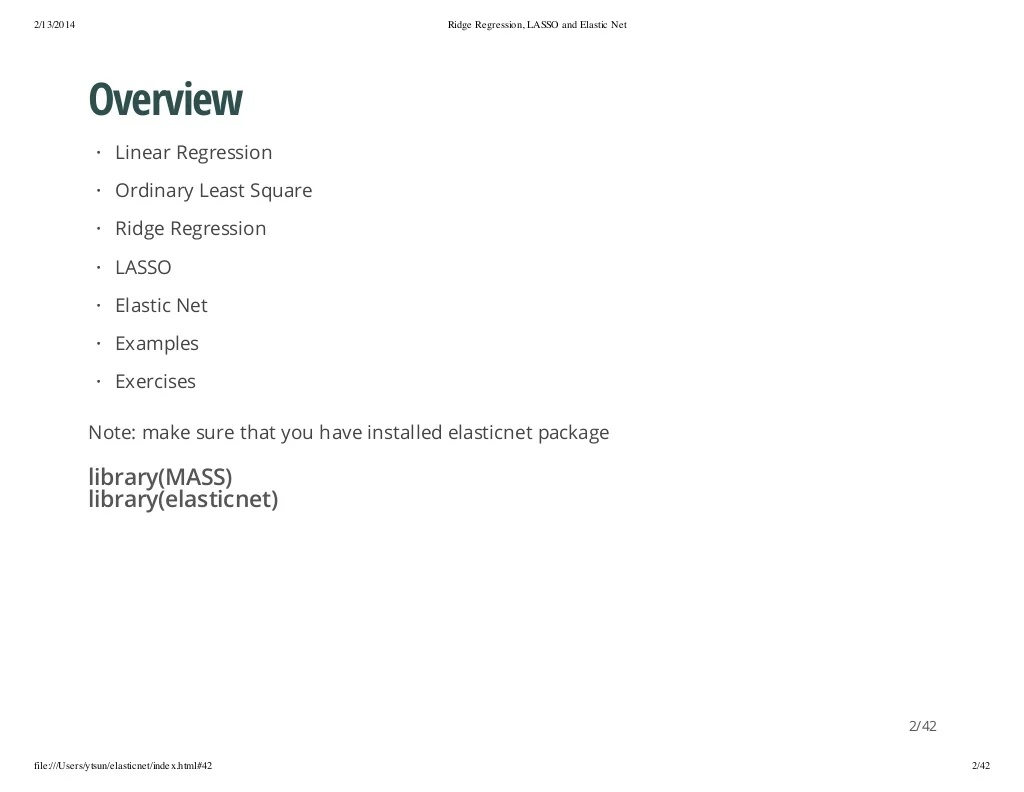 2/13/2014
Ridge Regression, LASSO and Elastic Net
Overview
· Linear Regression
· Ordinary Least Square
· Ridge Regression
· LASSO
· Elastic Net
· Examples
· Exercises
Note: make sure that you have installed elasticnet package
library(MASS)
library(elasticnet)
2/42
file:///Users/ytsun/elasticnet/index.html#42
2/42